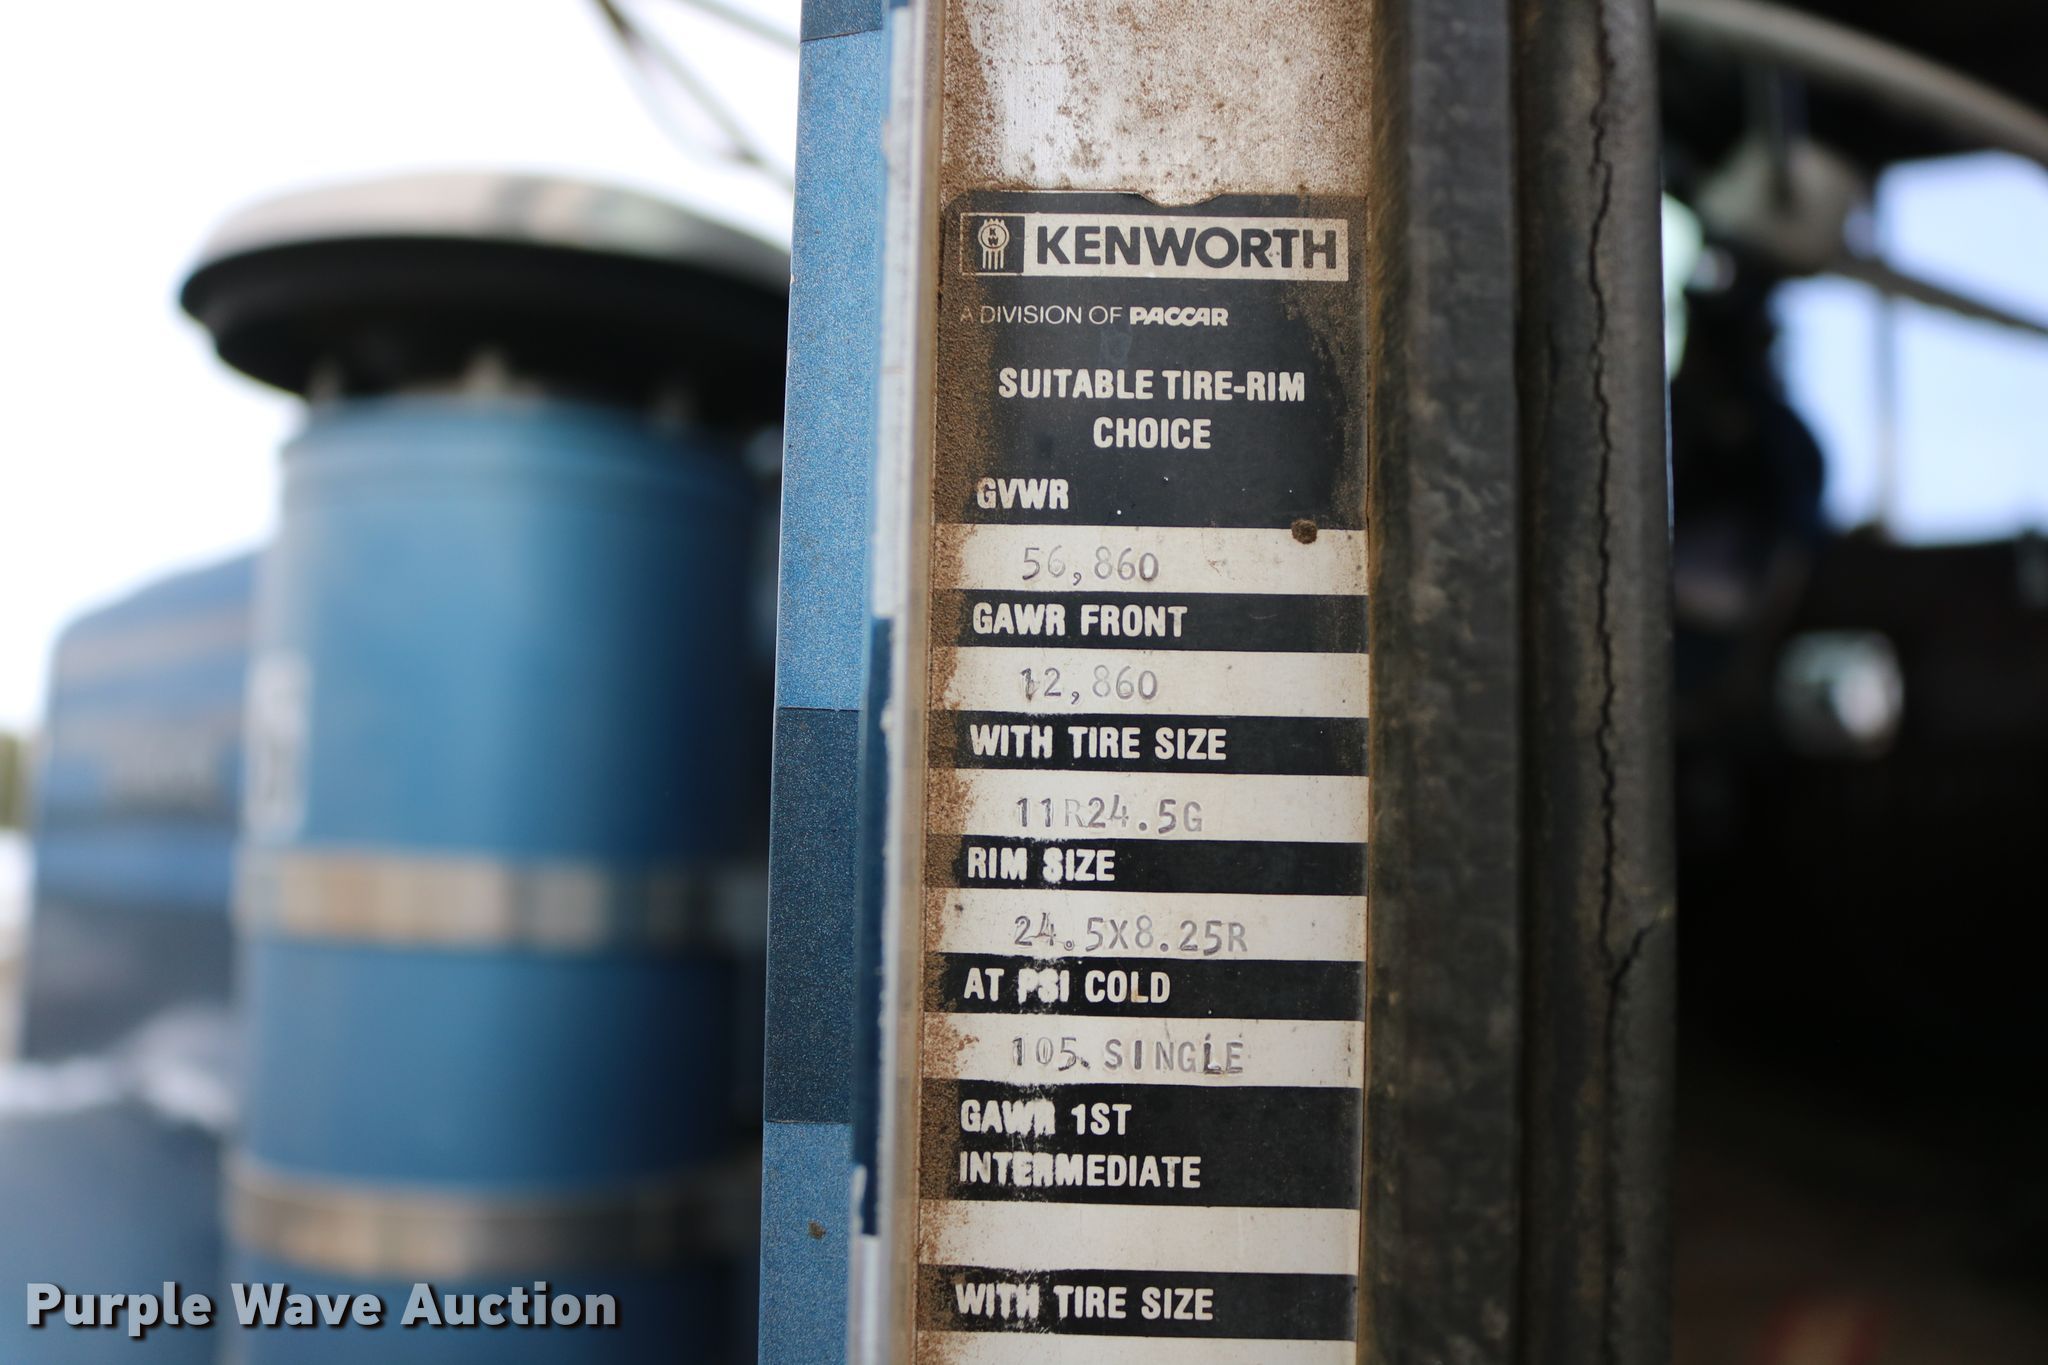 KW KENWORTH
A DIVISION OF PACCAR
SUITABLE TIRE-RIM
CHOICE
GVWR
56,860
GAWR FRONT
12,860
WITH TIRE SIZE
11R24.5G
RIM SIZE
24.5X8.25R
AT PSI COLD
105 SINGLE
GAWR 1ST
INTERMEDIATE
WITH TIRE SIZE
Purple Wave Auction